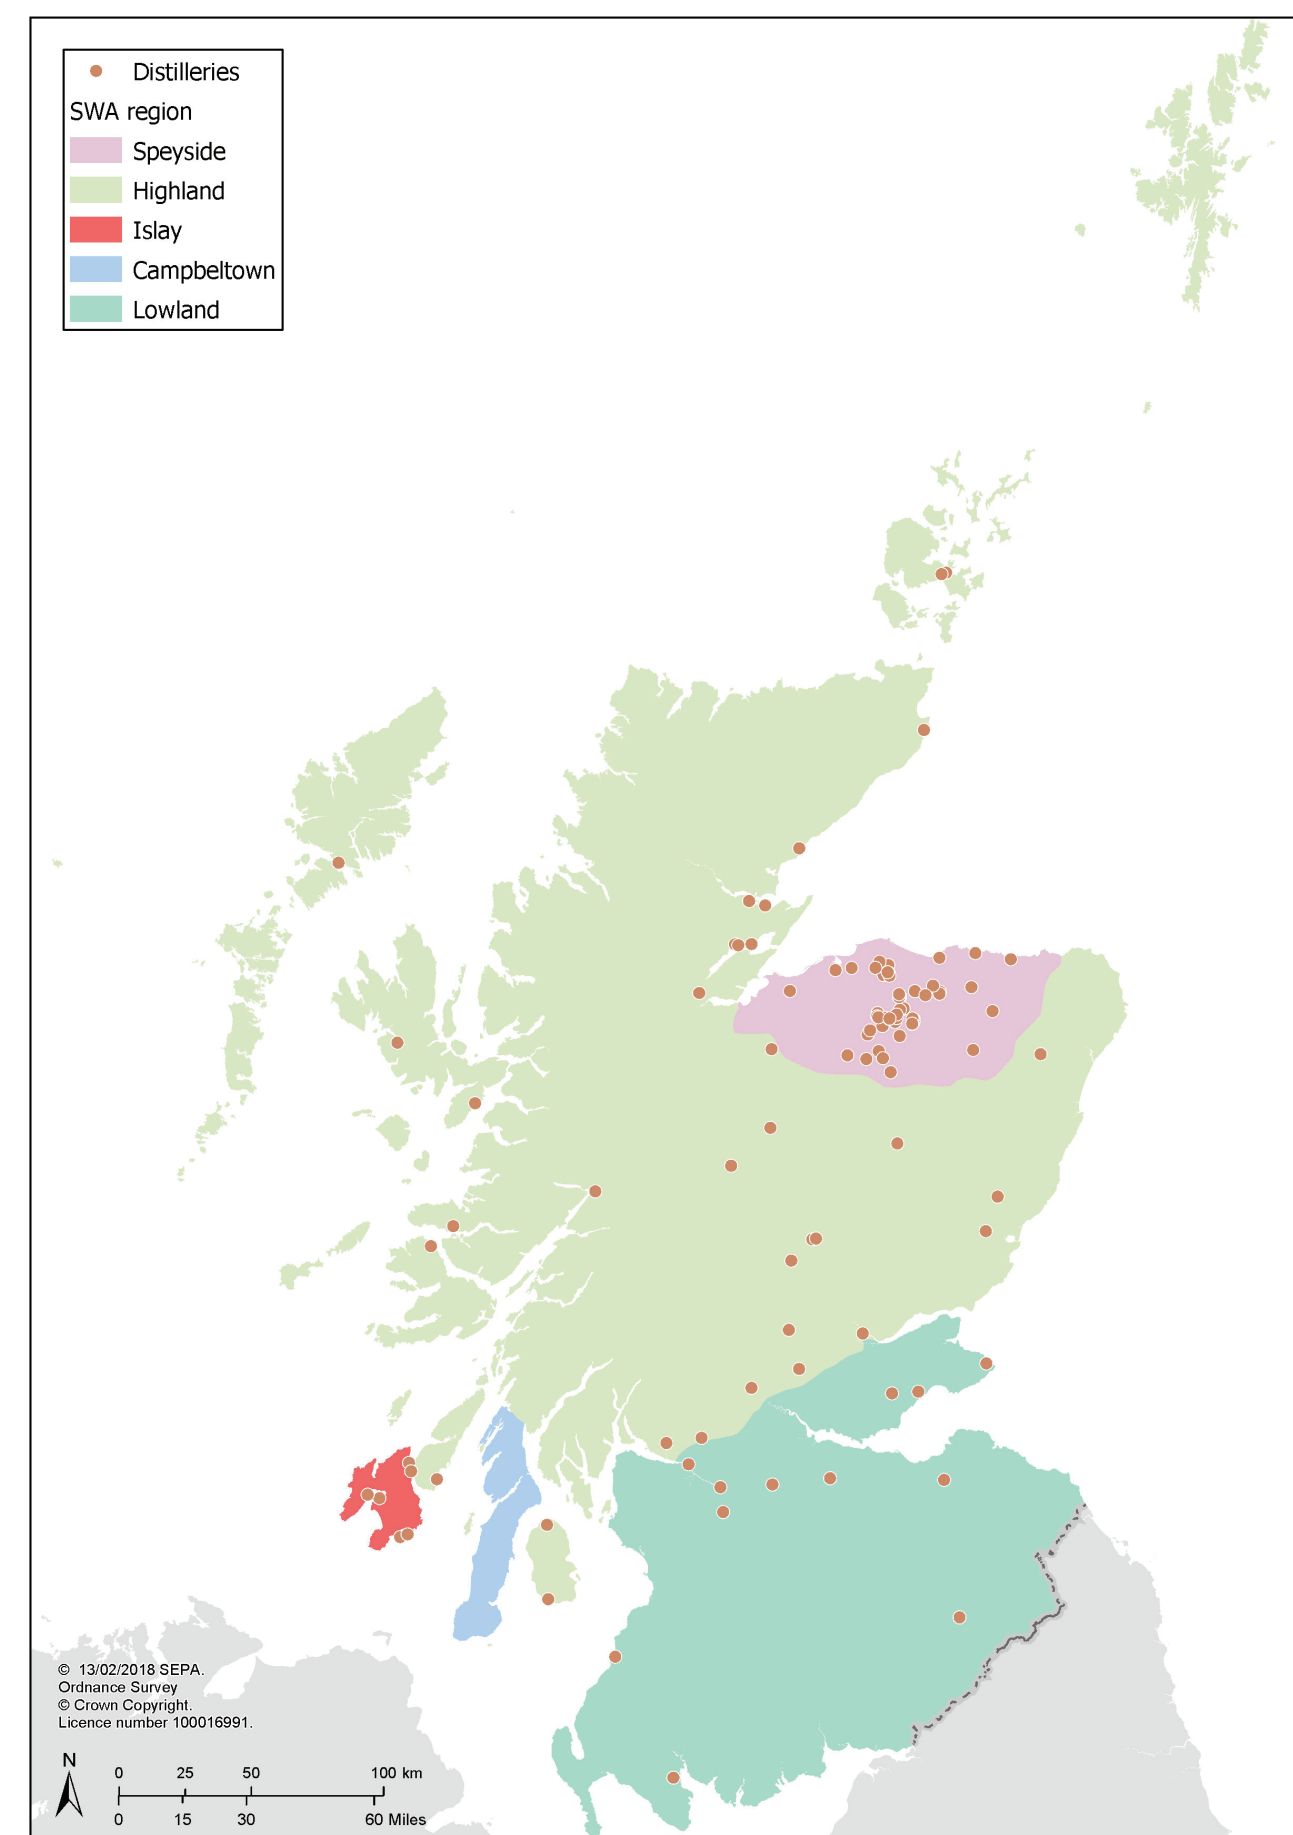 Distilleries
SWA region
Speyside
Highland
Islay
Campbeltown
Lowland
© 13/02/2018 SEPA.
Ordnance Survey
© Crown Copyright.
Licence number 100016991.
N
0 25 50 100 km
0 15 30 60 Miles